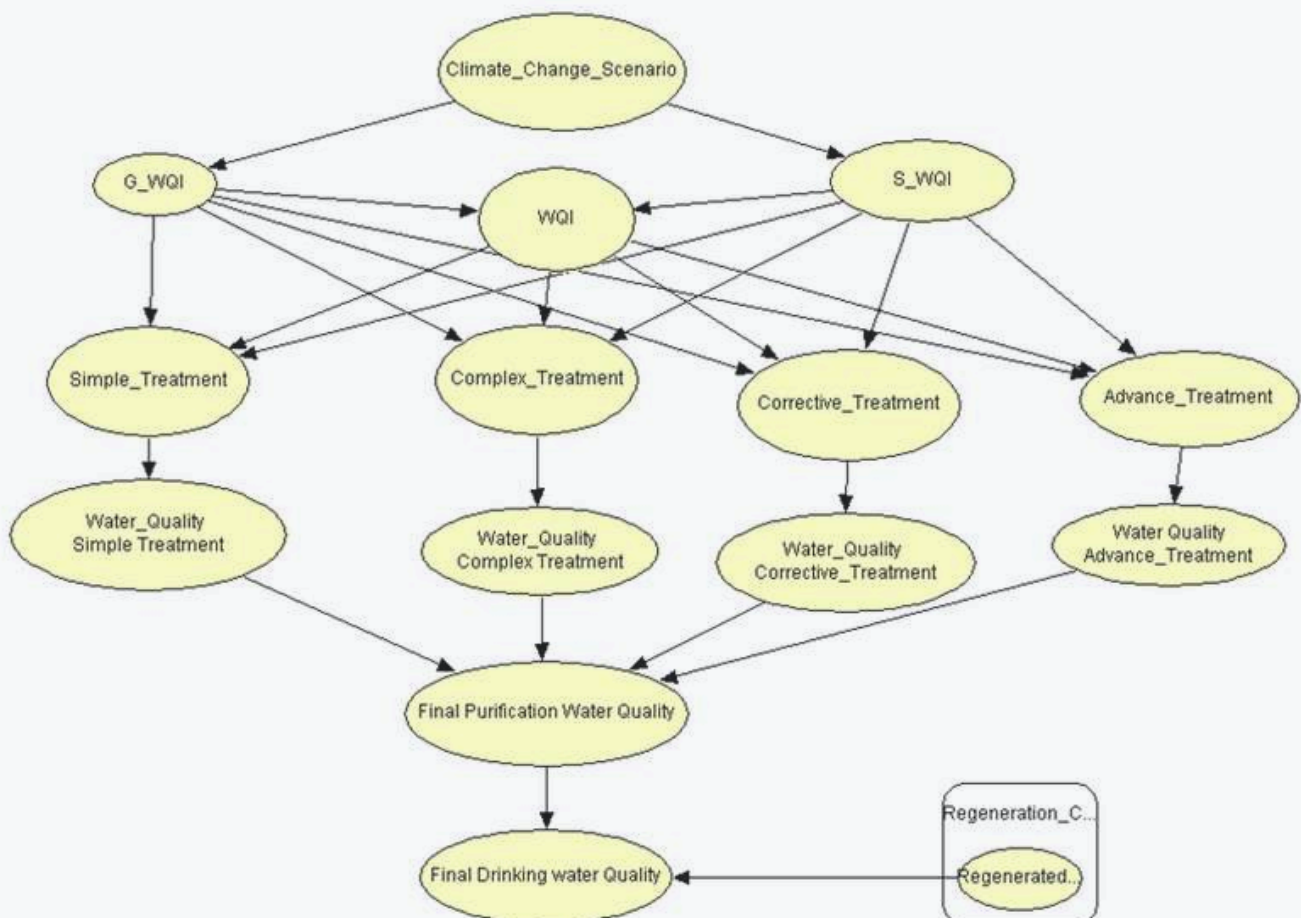 Climate_Change_Scenario
G_WQI
WQI
S_WQI
Simple_Treatment
Complex_Treatment
Corrective_Treatment
Advance_Treatment
Water_Quality
Simple Treatment
Water_Quality
Complex Treatment
Water_Quality
Corrective_Treatment
Water Quality
Advance_Treatment
Final Purification Water Quality
Regeneration_C...
Final Drinking water Quality
Regenerated...